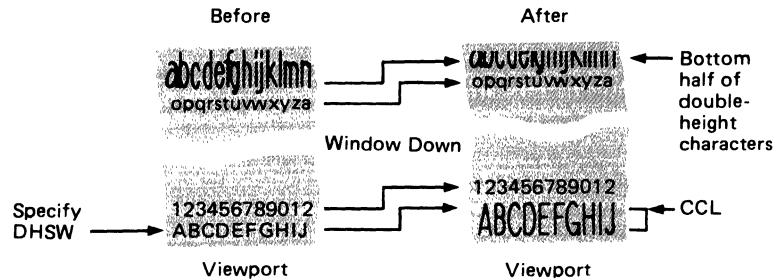 Before
After
abcdefghijklmn
opqrstuvwxyza
abcdefghijklmn
opqrstuvwxyza
Bottom
half of
double-
height
characters
Window Down
Specify
DHSW
123456789012
ABCDEFGHIJ
123456789012
ABCDEFGHIJ
CCL
Viewport
Viewport